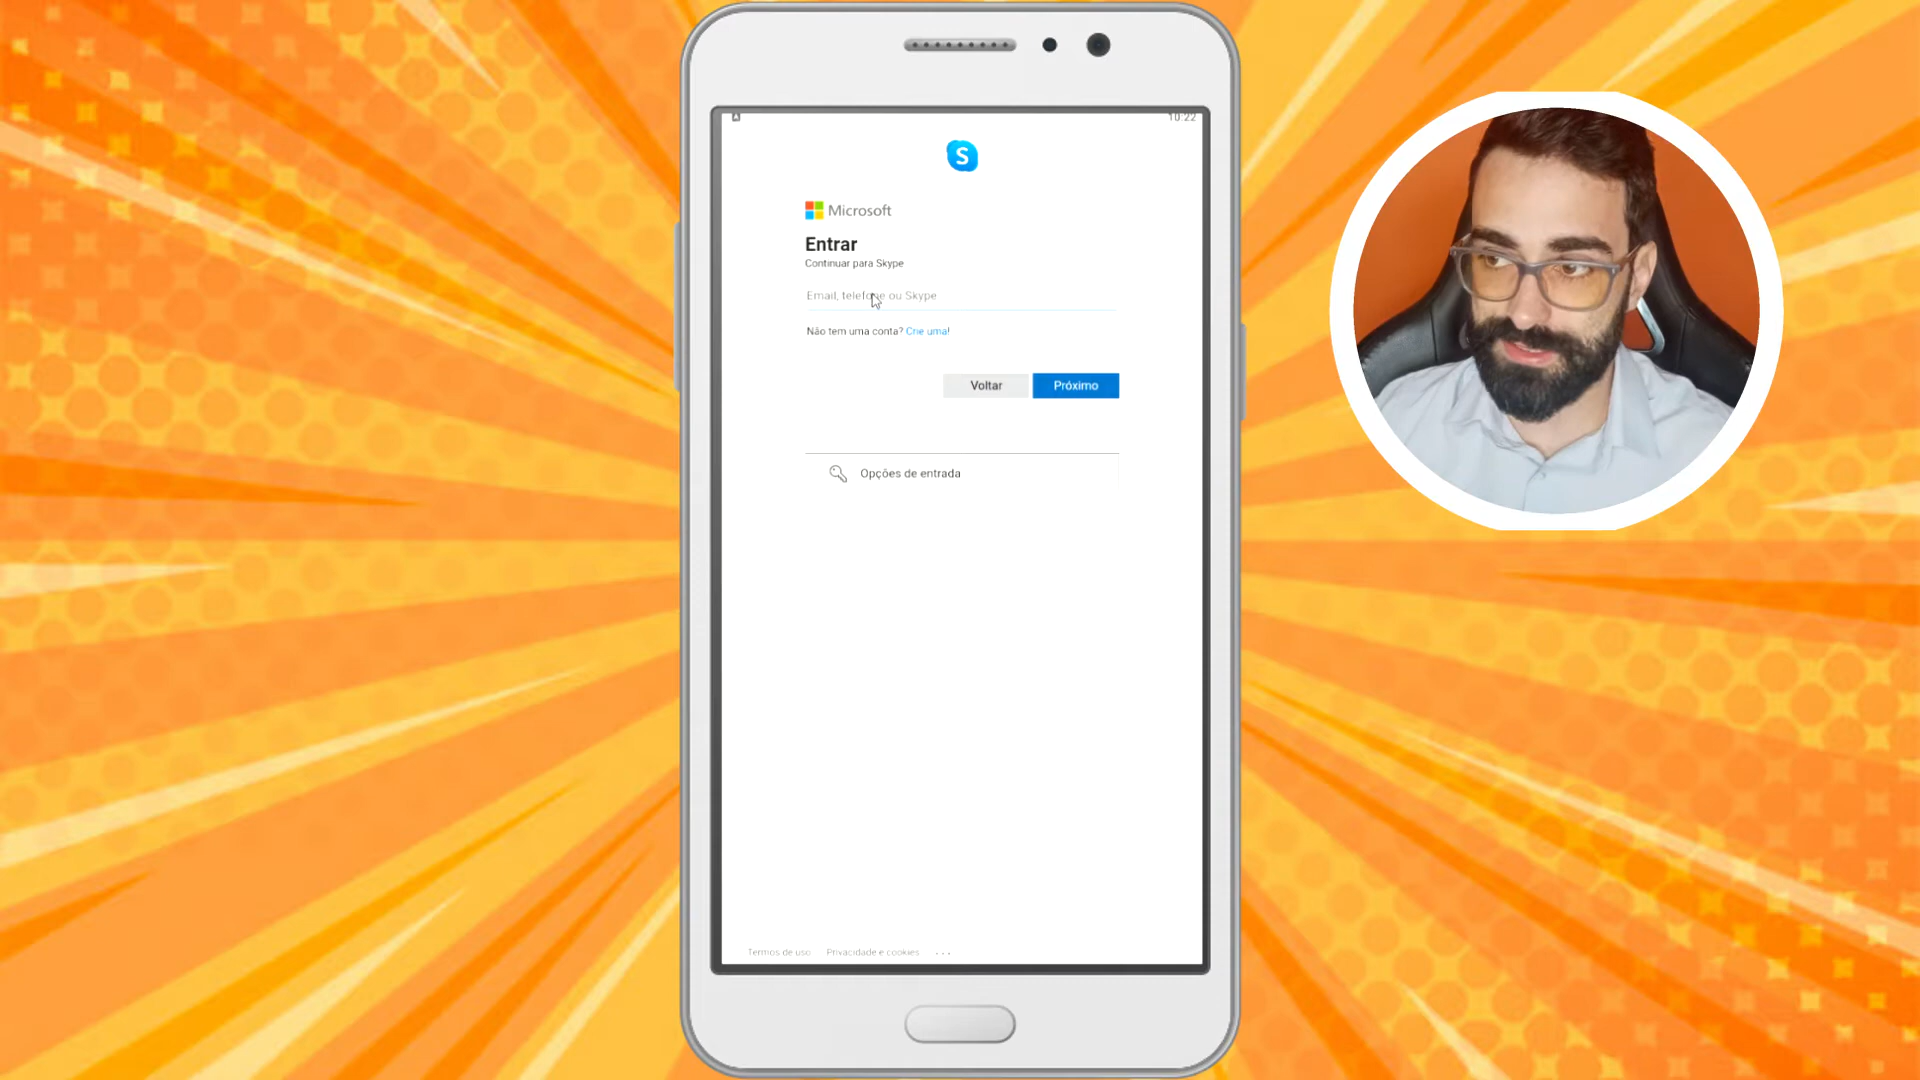 10:22
S
Microsoft
Entrar
Continuar para Skype
Email, telefone ou Skype
Não tem uma conta? Crie uma!
Voltar Próximo
Opções de entrada
Termos de uso Privacidade e cookies ...